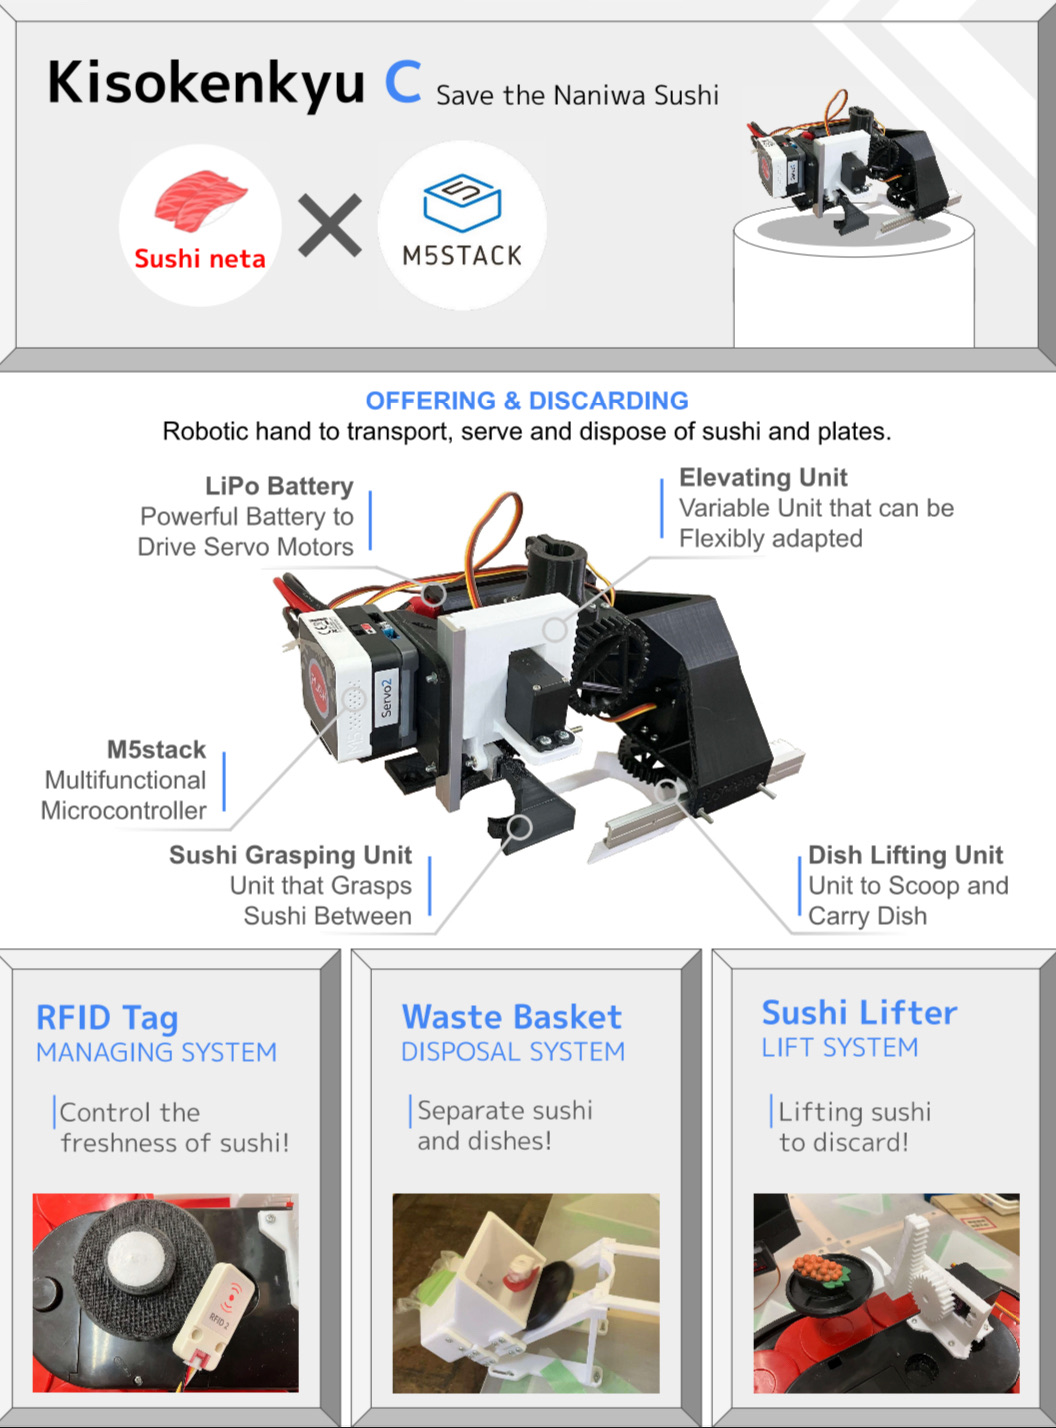 Kisokenkyu C Save the Naniwa Sushi
Sushi neta
M5STACK
OFFERING & DISCARDING
Robotic hand to transport, serve and dispose of sushi and plates.
LiPo Battery
Powerful Battery to
Drive Servo Motors
Elevating Unit
Variable Unit that can be
Flexibly adapted
Servo2
M5stack
Multifunctional
Microcontroller
Sushi Grasping Unit
Unit that Grasps
Sushi Between
Dish Lifting Unit
Unit to Scoop and
Carry Dish
RFID Tag
MANAGING SYSTEM
Control the
freshness of sushi!
RFID 2
Waste Basket
DISPOSAL SYSTEM
Separate sushi
and dishes!
Sushi Lifter
LIFT SYSTEM
Lifting sushi
to discard!